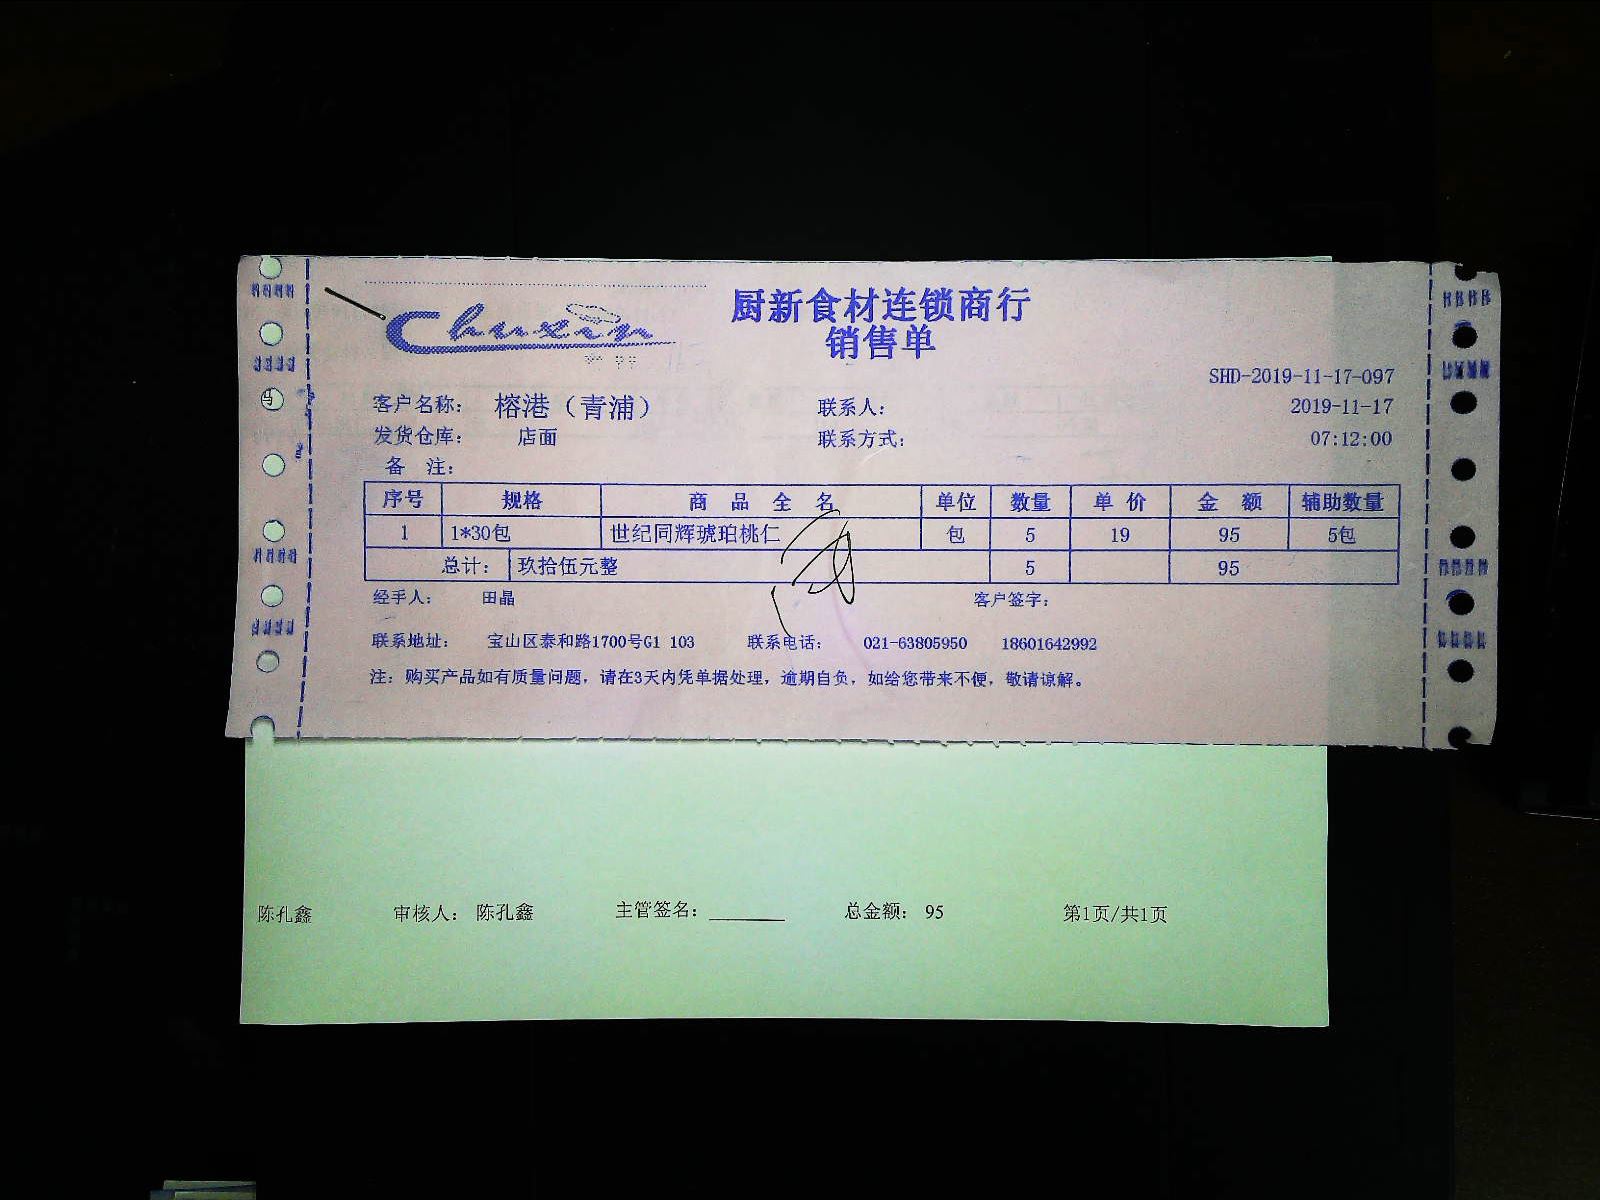 Chuxin
厨新食材连锁商行
销售单
SHD-2019-11-17-097
客户名称： 榕港（青浦） 联系人： 2019-11-17
发货仓库： 店面 联系方式： 07:12:00
备 注：
序号 规格 商品全名 单位 数量 单价 金额 辅助数量
1 1*30包 世纪同辉琥珀桃仁 包 5 19 95 5包
总计： 玖拾伍元整 5 95
经手人： 田晶 客户签字：
联系地址： 宝山区泰和路1700号G1 103 联系电话： 021-63805950 18601642992
注：购买产品如有质量问题，请在3天内凭单据处理，逾期自负，如给您带来不便，敬请谅解。
陈孔鑫 审核人： 陈孔鑫 主管签名：______ 总金额： 95 第1页/共1页